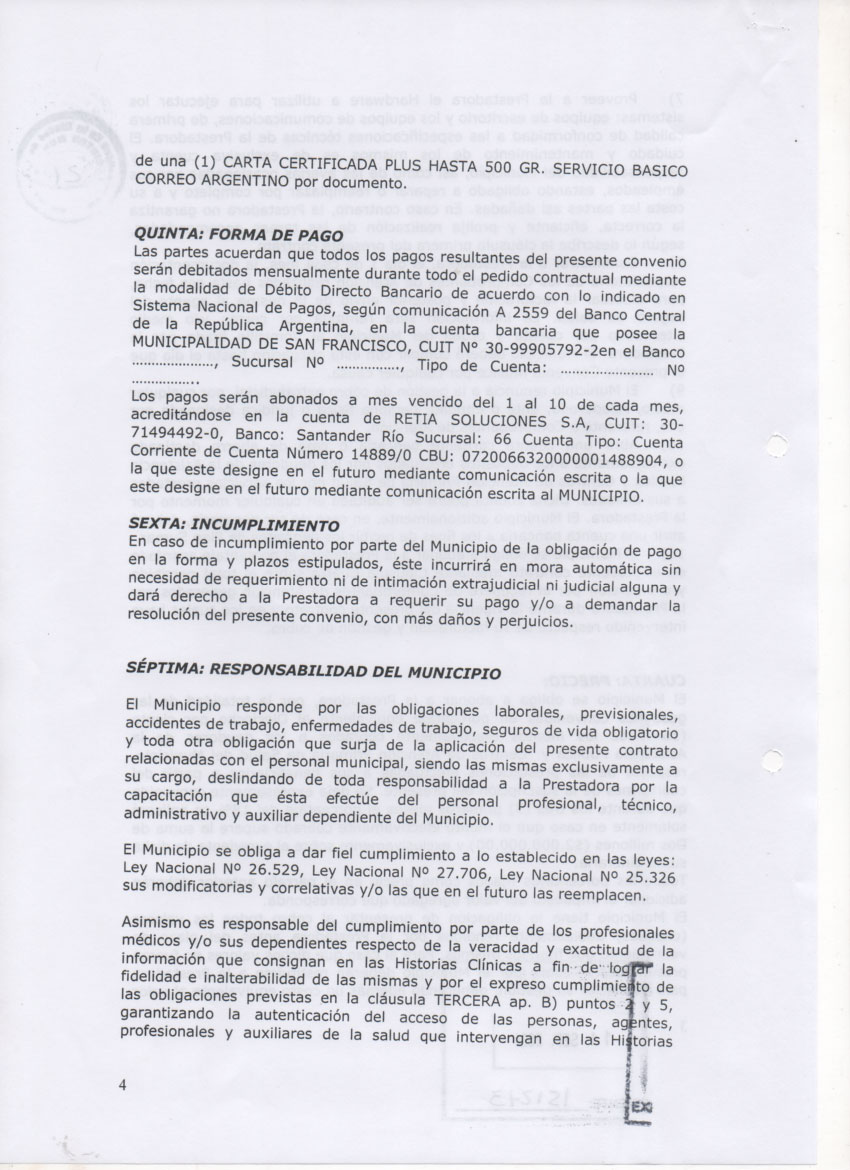 de una (1) CARTA CERTIFICADA PLUS HASTA 500 GR. SERVICIO BASICO
CORREO ARGENTINO por documento.
QUINTA: FORMA DE PAGO
Las partes acuerdan que todos los pagos resultantes del presente convenio
serán debitados mensualmente durante todo el pedido contractual mediante
la modalidad de Débito Directo Bancario de acuerdo con lo indicado en
Sistema Nacional de Pagos, según comunicación A 2559 del Banco Central
de la República Argentina, en la cuenta bancaria que posee la
MUNICIPALIDAD DE SAN FRANCISCO, CUIT Nº 30-99905792-2en el Banco
....................., Sucursal Nº ................, Tipo de Cuenta: ........................ Nº
.................
Los pagos serán abonados a mes vencido del 1 al 10 de cada mes,
acreditándose en la cuenta de RETIA SOLUCIONES S.A, CUIT: 30-
71494492-0, Banco: Santander Río Sucursal: 66 Cuenta Tipo: Cuenta
Corriente de Cuenta Número 14889/0 CBU: 0720066320000001488904, o
la que este designe en el futuro mediante comunicación escrita o la que
este designe en el futuro mediante comunicación escrita al MUNICIPIO.
SEXTA: INCUMPLIMIENTO
En caso de incumplimiento por parte del Municipio de la obligación de pago
en la forma y plazos estipulados, éste incurrirá en mora automática sin
necesidad de requerimiento ni de intimación extrajudicial ni judicial alguna y
dará derecho a la Prestadora a requerir su pago y/o a demandar la
resolución del presente convenio, con más daños y perjuicios.
SÉPTIMA: RESPONSABILIDAD DEL MUNICIPIO
El Municipio responde por las obligaciones laborales, previsionales,
accidentes de trabajo, enfermedades de trabajo, seguros de vida obligatorio
y toda otra obligación que surja de la aplicación del presente contrato
relacionadas con el personal municipal, siendo las mismas exclusivamente a
su cargo, deslindando de toda responsabilidad a la Prestadora por la
capacitación que ésta efectúe del personal profesional, técnico,
administrativo y auxiliar dependiente del Municipio.
El Municipio se obliga a dar fiel cumplimiento a lo establecido en las leyes:
Ley Nacional Nº 26.529, Ley Nacional Nº 27.706, Ley Nacional Nº 25.326
sus modificatorias y correlativas y/o las que en el futuro las reemplacen.
Asimismo es responsable del cumplimiento por parte de los profesionales
médicos y/o sus dependientes respecto de la veracidad y exactitud de la
información que consignan en las Historias Clínicas a fin de lograr la
fidelidad e inalterabilidad de las mismas y por el expreso cumplimiento de
las obligaciones previstas en la cláusula TERCERA ap. B) puntos 2 y 5,
garantizando la autenticación del acceso de las personas, agentes,
profesionales y auxiliares de la salud que intervengan en las Historias
4
EX